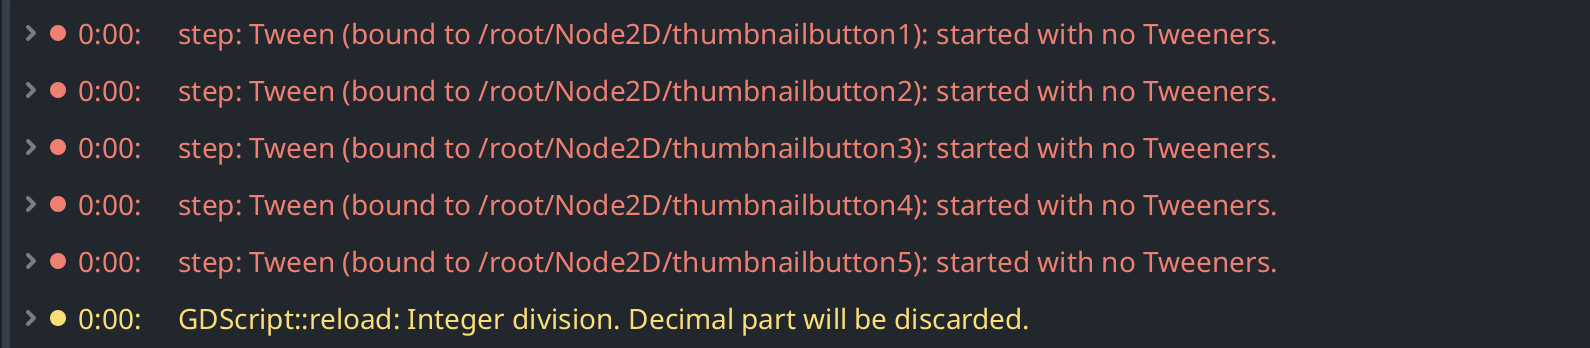 0:00: step: Tween (bound to /root/Node2D/thumbnailbutton1): started with no Tweeners.
0:00: step: Tween (bound to /root/Node2D/thumbnailbutton2): started with no Tweeners.
0:00: step: Tween (bound to /root/Node2D/thumbnailbutton3): started with no Tweeners.
0:00: step: Tween (bound to /root/Node2D/thumbnailbutton4): started with no Tweeners.
0:00: step: Tween (bound to /root/Node2D/thumbnailbutton5): started with no Tweeners.
0:00: GDScript::reload: Integer division. Decimal part will be discarded.